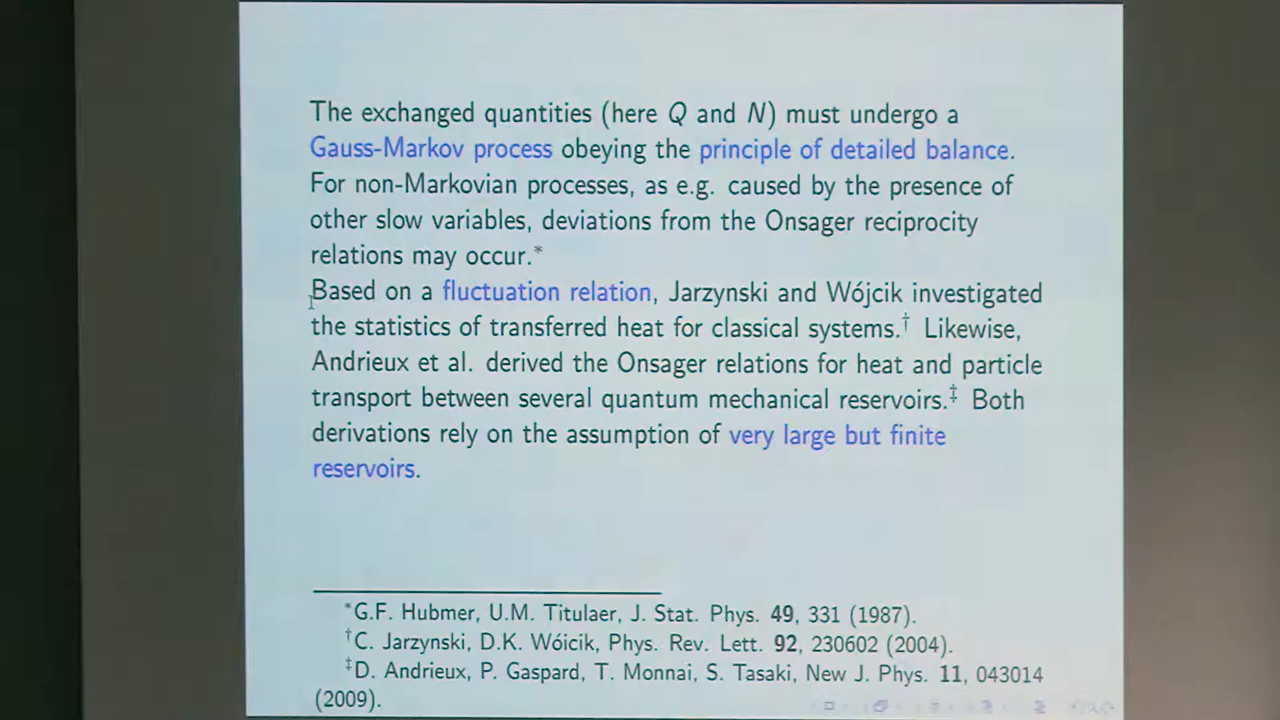 The exchanged quantities (here Q and N) must undergo a
Gauss-Markov process obeying the principle of detailed balance.
For non-Markovian processes, as e.g. caused by the presence of
other slow variables, deviations from the Onsager reciprocity
relations may occur.*
Based on a fluctuation relation, Jarzynski and Wójcik investigated
the statistics of transferred heat for classical systems.† Likewise,
Andrieux et al. derived the Onsager relations for heat and particle
transport between several quantum mechanical reservoirs.‡ Both
derivations rely on the assumption of very large but finite
reservoirs.
*G.F. Hubmer, U.M. Titulaer, J. Stat. Phys. 49, 331 (1987).
†C. Jarzynski, D.K. Wóicik, Phys. Rev. Lett. 92, 230602 (2004).
‡D. Andrieux, P. Gaspard, T. Monnai, S. Tasaki, New J. Phys. 11, 043014
(2009).